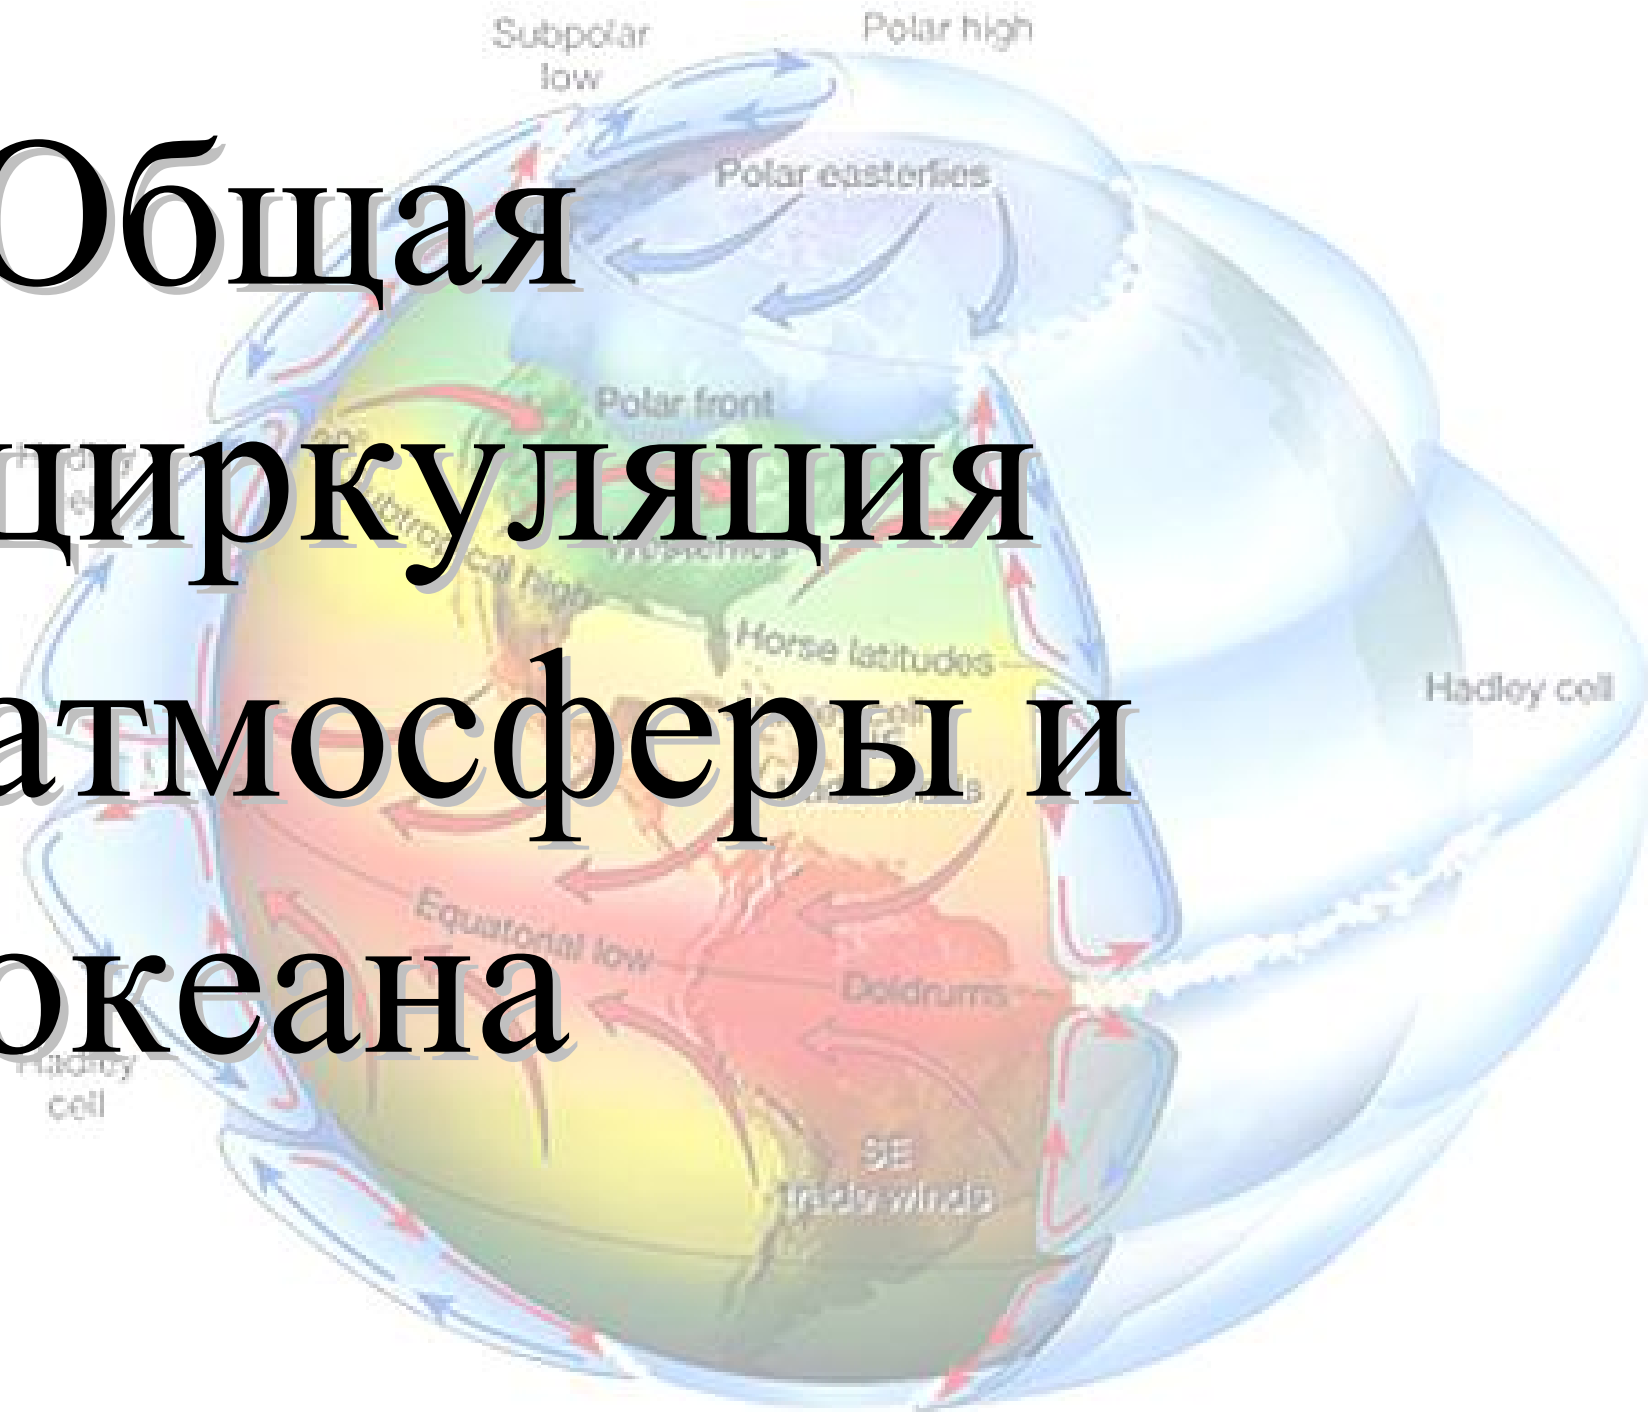 Subpolar
low
Polar high
Polar easterlies
Общая
Polar front
циркуляция
Horse latitudes
Hadley cell
атмосферы и
Equatorial low
Doldrums
океана
Hadley
cell
SE
trade winds